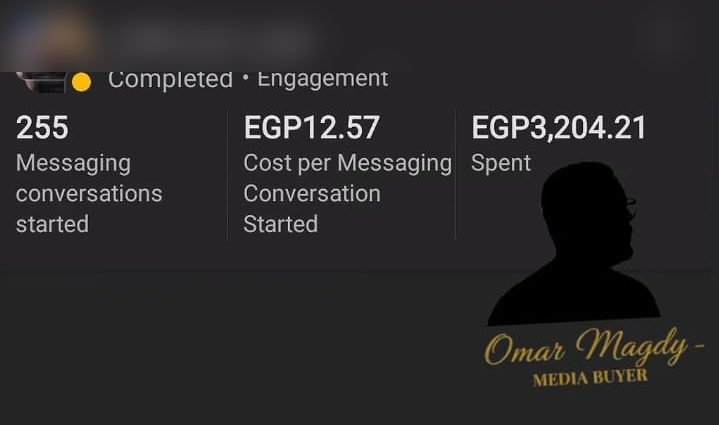 Completed • Engagement
255
Messaging
conversations
started
EGP12.57
Cost per Messaging
Conversation
Started
EGP3,204.21
Spent
Omar Magdy -
MEDIA BUYER